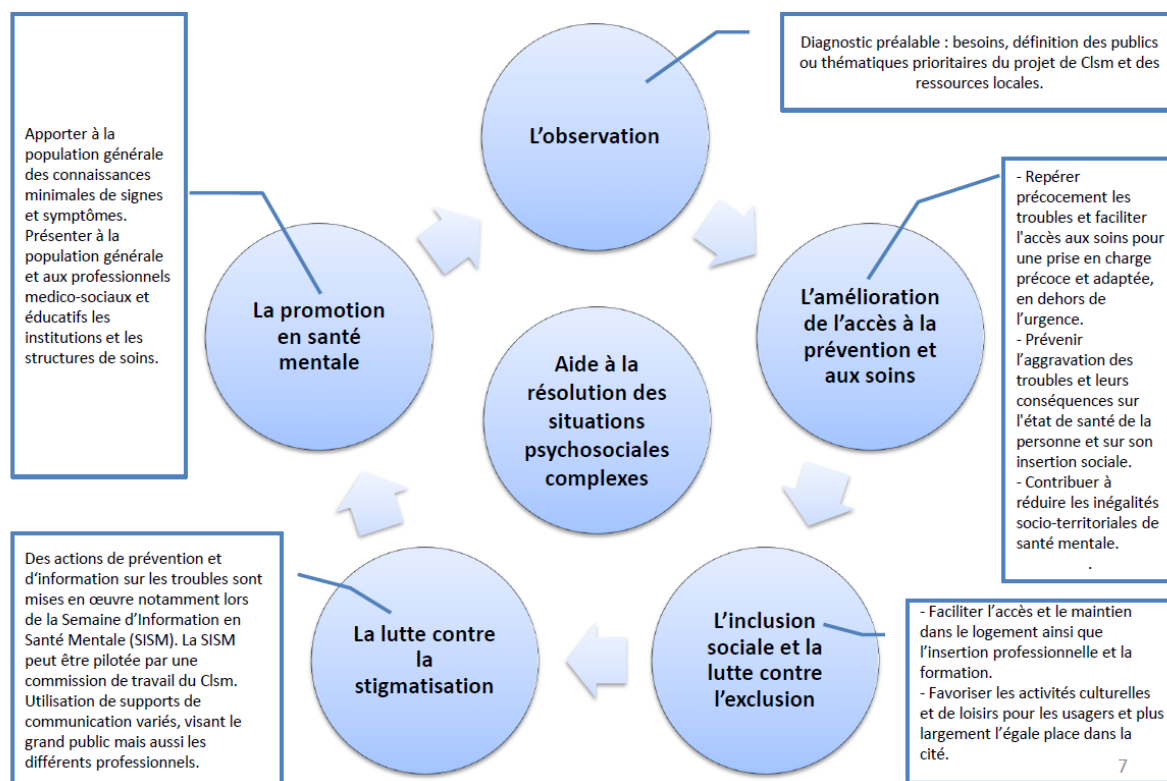 Diagnostic préalable : besoins, définition des publics
ou thématiques prioritaires du projet de Clsm et des
ressources locales.
L'observation
Apporter à la
population générale
des connaissances
minimales de signes
et symptômes.
Présenter à la
population générale
et aux professionnels
medico-sociaux et
éducatifs les
institutions et les
structures de soins.
- Repérer
précocement les
troubles et faciliter
l'accès aux soins pour
une prise en charge
précoce et adaptée,
en dehors de
l'urgence.
- Prévenir
l'aggravation des
troubles et leurs
conséquences sur
l'état de santé de la
personne et sur son
insertion sociale.
- Contribuer à
réduire les inégalités
socio-territoriales de
santé mentale.
.
La promotion
en santé
mentale
L'amélioration
de l'accès à la
prévention et
aux soins
Aide à la
résolution des
situations
psychosociales
complexes
Des actions de prévention et
d'information sur les troubles sont
mises en œuvre notamment lors
de la Semaine d'Information en
Santé Mentale (SISM). La SISM
peut être pilotée par une
commission de travail du Clsm.
Utilisation de supports de
communication variés, visant le
grand public mais aussi les
différents professionnels.
La lutte contre
la
stigmatisation
L'inclusion
sociale et la
lutte contre
l'exclusion
- Faciliter l'accès et le maintien
dans le logement ainsi que
l'insertion professionnelle et la
formation.
- Favoriser les activités culturelles
et de loisirs pour les usagers et plus
largement l'égale place dans la
cité.
7